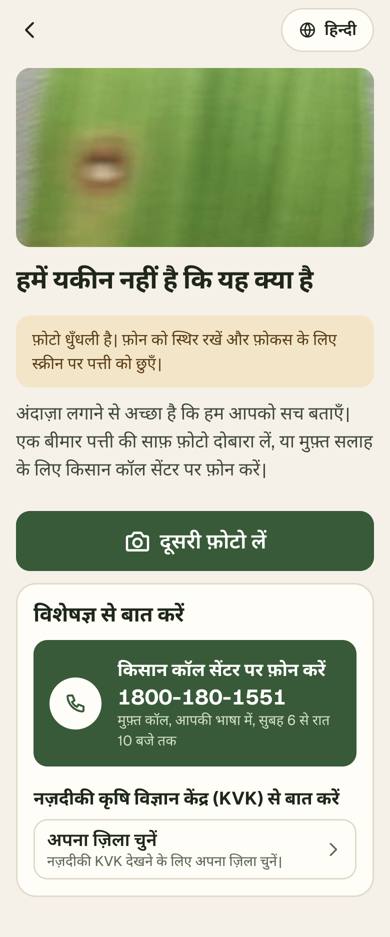 हिन्दी
हमें यकीन नहीं है कि यह क्या है
फ़ोटो धुँधली है। फ़ोन को स्थिर रखें और फ़ोकस के लिए
स्क्रीन पर पत्ती को छुएँ।
अंदाज़ा लगाने से अच्छा है कि हम आपको सच बताएँ।
एक बीमार पत्ती की साफ़ फ़ोटो दोबारा लें, या मुफ़्त सलाह
के लिए किसान कॉल सेंटर पर फ़ोन करें।
दूसरी फ़ोटो लें
विशेषज्ञ से बात करें
किसान कॉल सेंटर पर फ़ोन करें
1800-180-1551
मुफ़्त कॉल, आपकी भाषा में, सुबह 6 से रात
10 बजे तक
नज़दीकी कृषि विज्ञान केंद्र (KVK) से बात करें
अपना ज़िला चुनें
नज़दीकी KVK देखने के लिए अपना ज़िला चुनें।